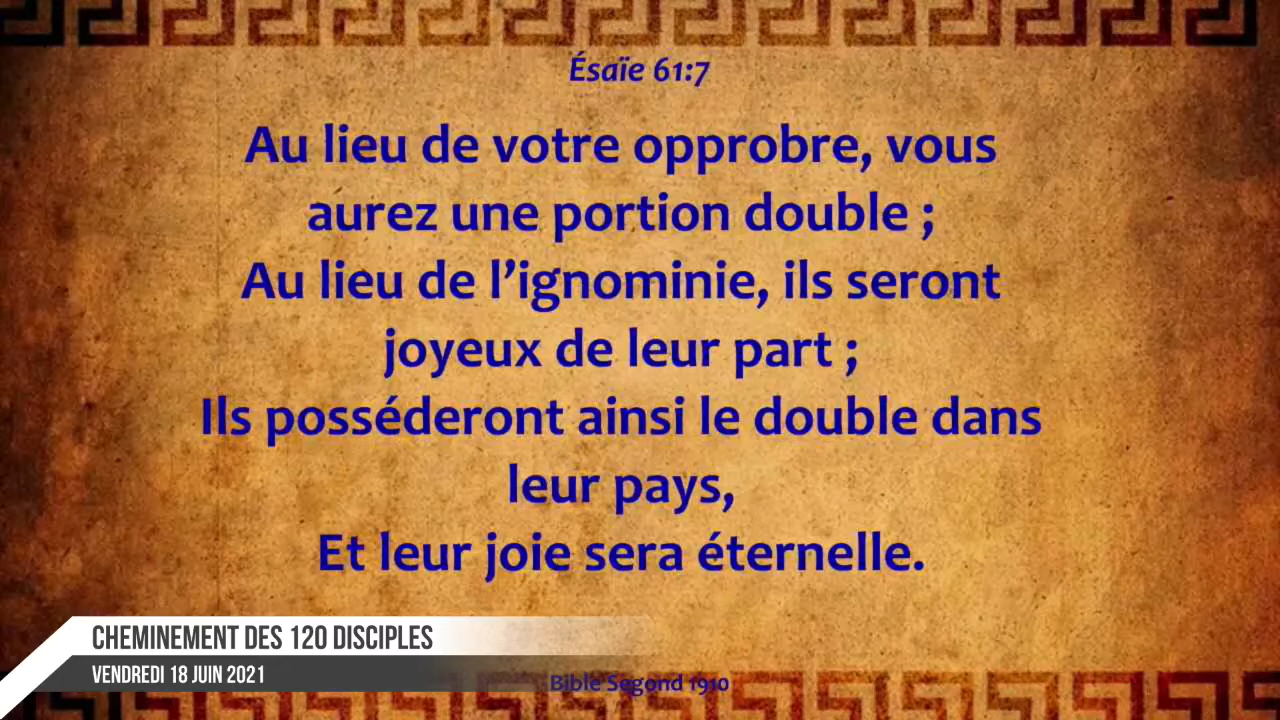 Ésaïe 61:7
Au lieu de votre opprobre, vous
aurez une portion double ;
Au lieu de l’ignominie, ils seront
joyeux de leur part ;
Ils posséderont ainsi le double dans
leur pays,
Et leur joie sera éternelle.
CHEMINEMENT DES 120 DISCIPLES
VENDREDI 18 JUIN 2021
Bible Segond 1910